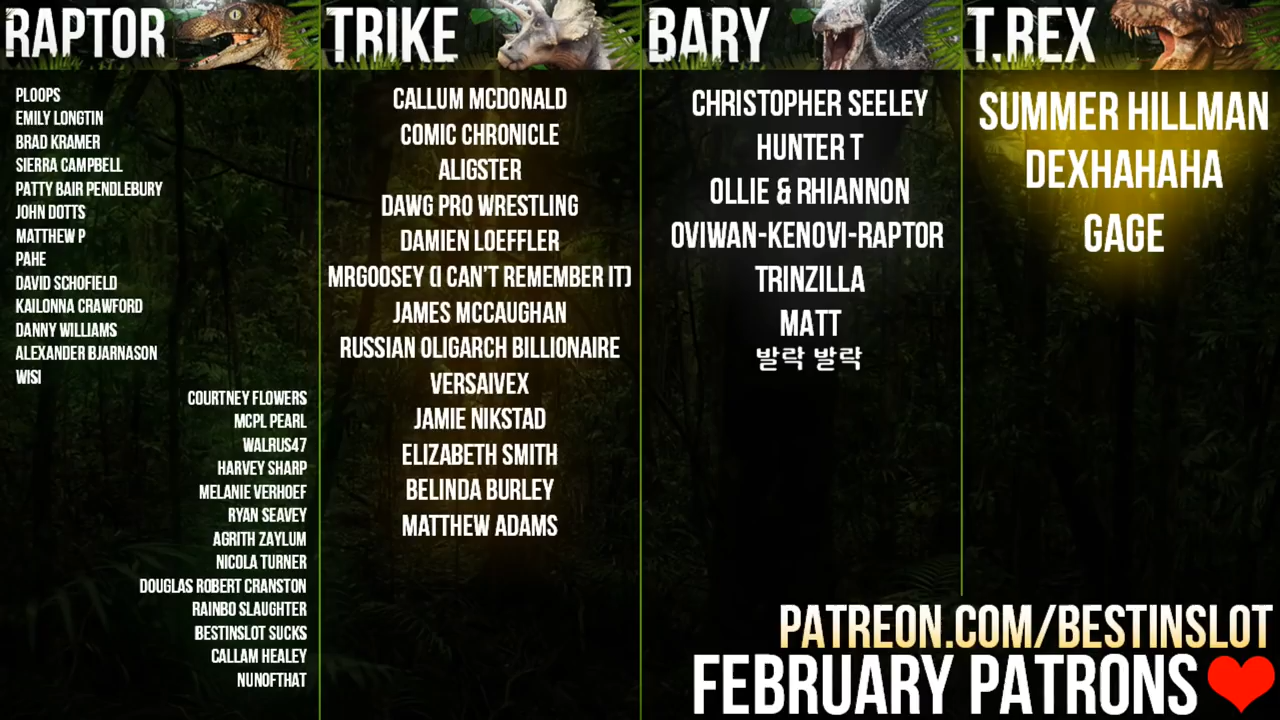 RAPTOR
PLOOPS
EMILY LONGTIN
BRAD KRAMER
SIERRA CAMPBELL
PATTY BAIR PENDLEBURY
JOHN DOTTS
MATTHEW P
PAHE
DAVID SCHOFIELD
KAILONNA CRAWFORD
DANNY WILLIAMS
ALEXANDER BJARNASON
WISI
COURTNEY FLOWERS
MCPL PEARL
WALRUS47
HARVEY SHARP
MELANIE VERHOEF
RYAN SEAVEY
AGRITH ZAYLUM
NICOLA TURNER
DOUGLAS ROBERT CRANSTON
RAINBO SLAUGHTER
BESTINSLOT SUCKS
CALLAM HEALEY
NUNOFTHAT
TRIKE
CALLUM MCDONALD
COMIC CHRONICLE
ALIGSTER
DAWG PRO WRESTLING
DAMIEN LOEFFLER
MRGOOSEY (I CAN'T REMEMBER IT)
JAMES MCCAUGHAN
RUSSIAN OLIGARCH BILLIONAIRE
VERSAIVEX
JAMIE NIKSTAD
ELIZABETH SMITH
BELINDA BURLEY
MATTHEW ADAMS
BARY
CHRISTOPHER SEELEY
HUNTER T
OLLIE & RHIANNON
OVIWAN-KENOVI-RAPTOR
TRINZILLA
MATT
발락 발락
T.REX
SUMMER HILLMAN
DEXHAHAHA
GAGE
PATREON.COM/BESTINSLOT
FEBRUARY PATRONS